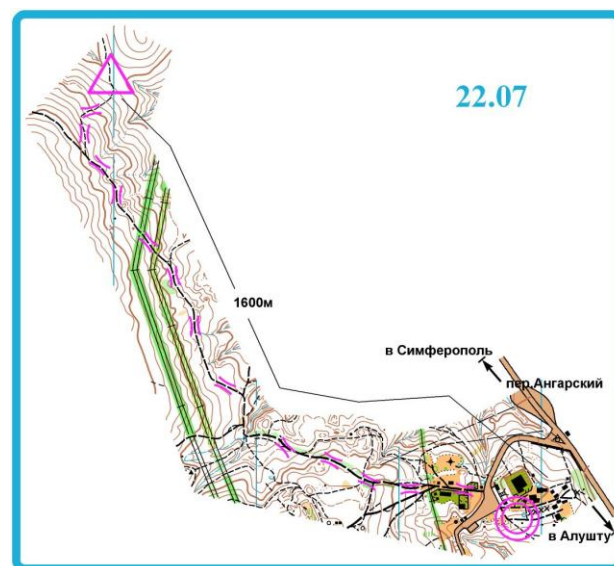 22.07
1600м
в Симферополь
пер.Ангарский
в Алушту